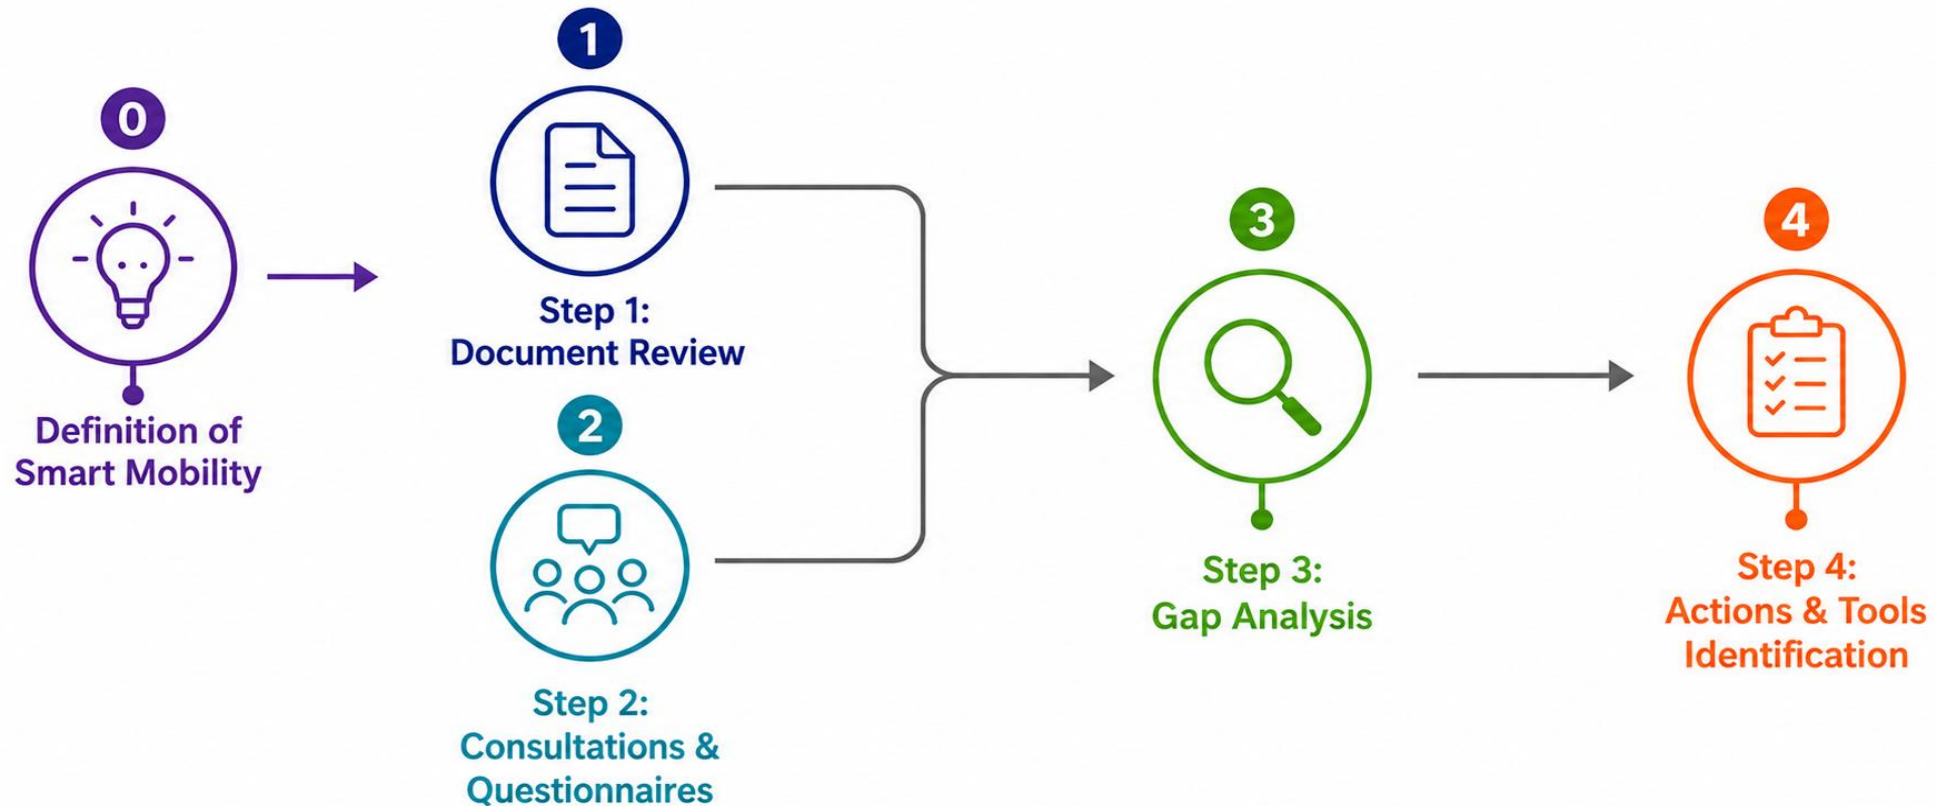 0
Definition of
Smart Mobility
1
Step 1:
Document Review
2
Step 2:
Consultations &
Questionnaires
3
Step 3:
Gap Analysis
4
Step 4:
Actions & Tools
Identification